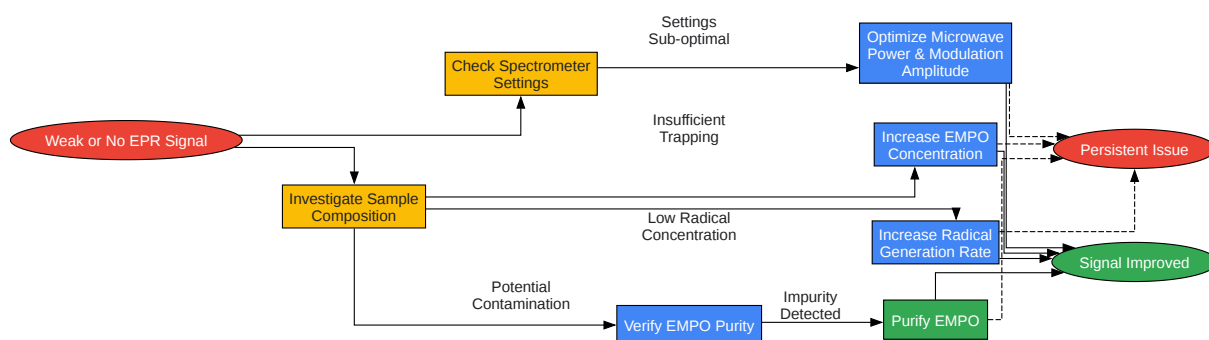 Settings
Sub-optimal
Optimize Microwave
Power & Modulation
Amplitude
Check Spectrometer
Settings
Weak or No EPR Signal
Insufficient
Trapping
Increase EMPO
Concentration
Persistent Issue
Investigate Sample
Composition
Low Radical
Concentration
Increase Radical
Generation Rate
Signal Improved
Potential
Contamination
Verify EMPO Purity
Impurity
Detected
Purify EMPO